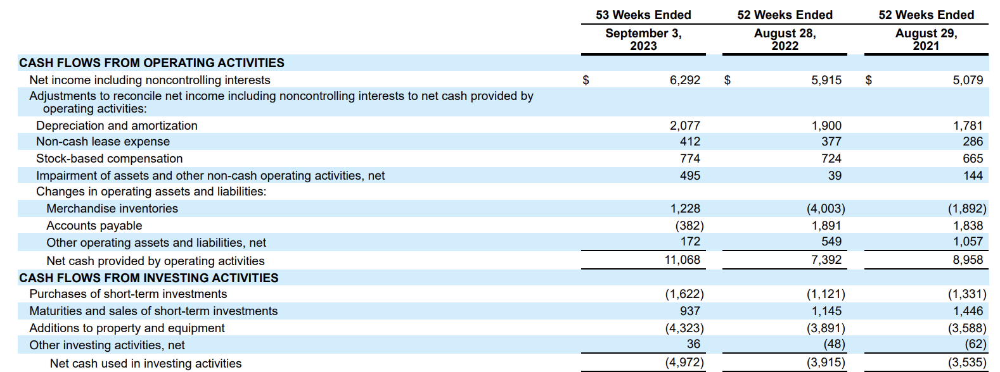 53 Weeks Ended 52 Weeks Ended 52 Weeks Ended
September 3, 2023 August 28, 2022 August 29, 2021
CASH FLOWS FROM OPERATING ACTIVITIES
Net income including noncontrolling interests $ 6,292 $ 5,915 $ 5,079
Adjustments to reconcile net income including noncontrolling interests to net cash provided by
operating activities:
Depreciation and amortization 2,077 1,900 1,781
Non-cash lease expense 412 377 286
Stock-based compensation 774 724 665
Impairment of assets and other non-cash operating activities, net 495 39 144
Changes in operating assets and liabilities:
Merchandise inventories 1,228 (4,003) (1,892)
Accounts payable (382) 1,891 1,838
Other operating assets and liabilities, net 172 549 1,057
Net cash provided by operating activities 11,068 7,392 8,958
CASH FLOWS FROM INVESTING ACTIVITIES
Purchases of short-term investments (1,622) (1,121) (1,331)
Maturities and sales of short-term investments 937 1,145 1,446
Additions to property and equipment (4,323) (3,891) (3,588)
Other investing activities, net 36 (48) (62)
Net cash used in investing activities (4,972) (3,915) (3,535)